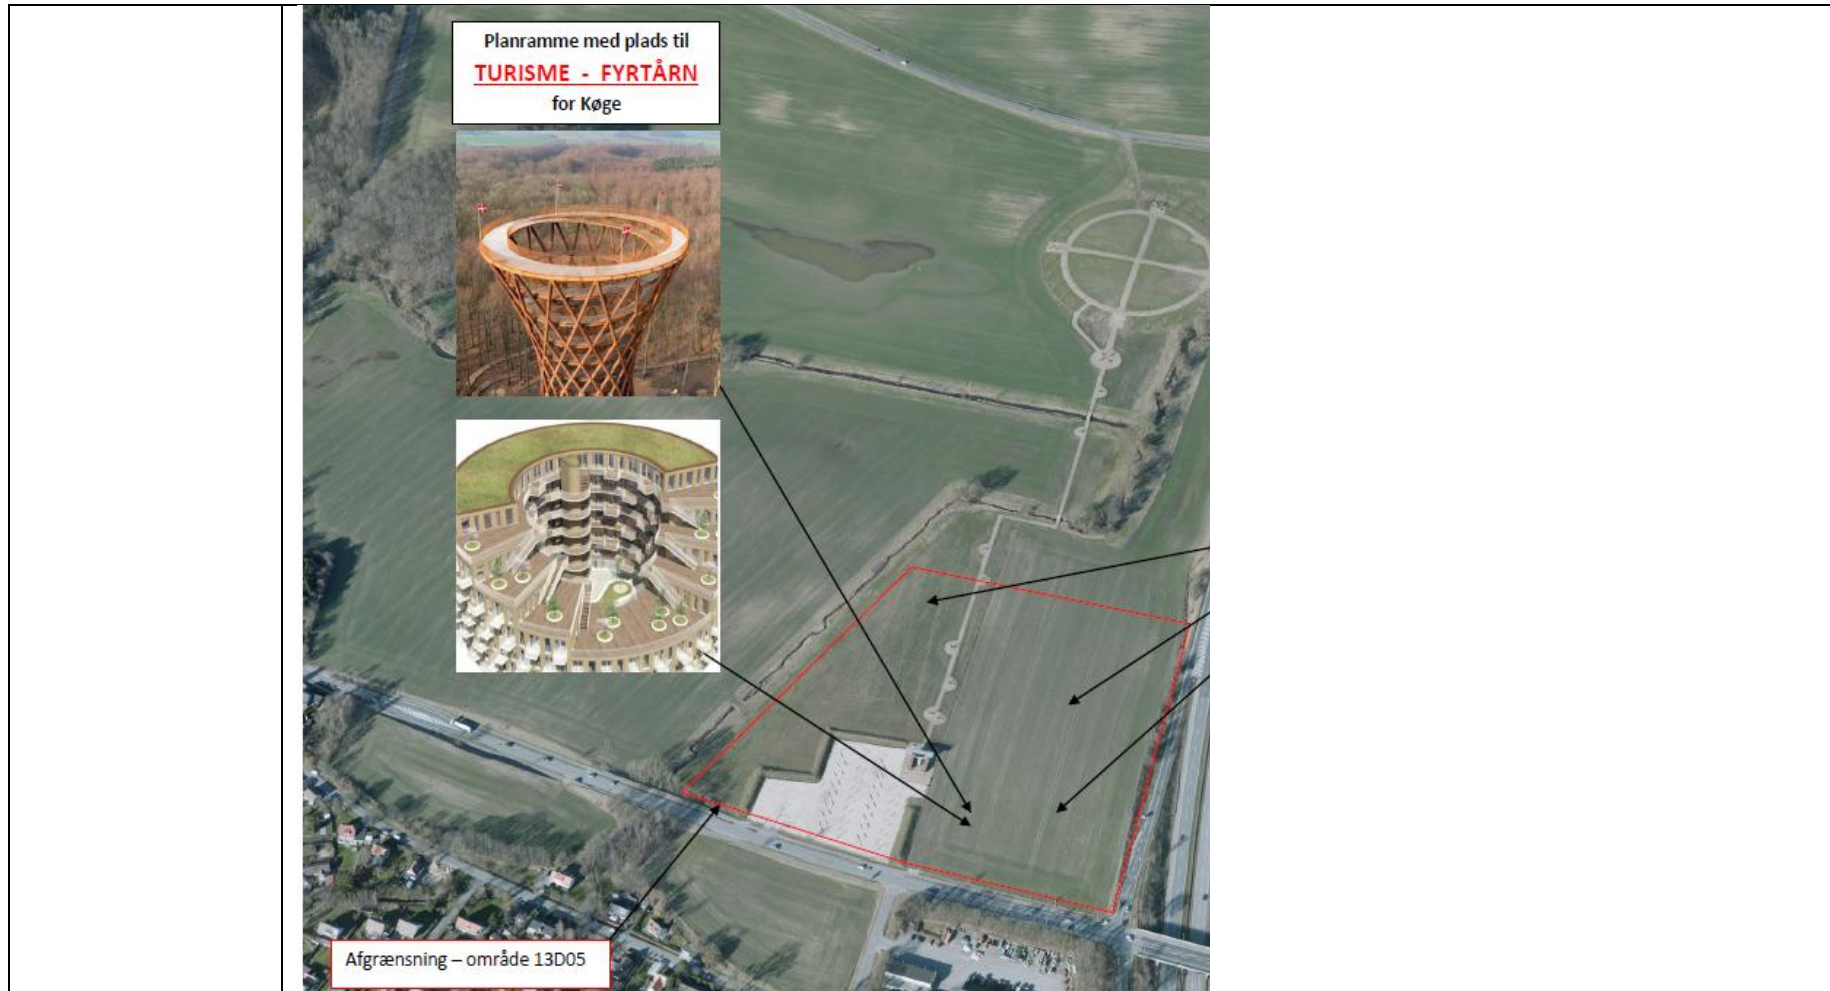 Planramme med plads til
TURISME - FYRTÅRN
for Køge
Afgrænsning – område 13D05